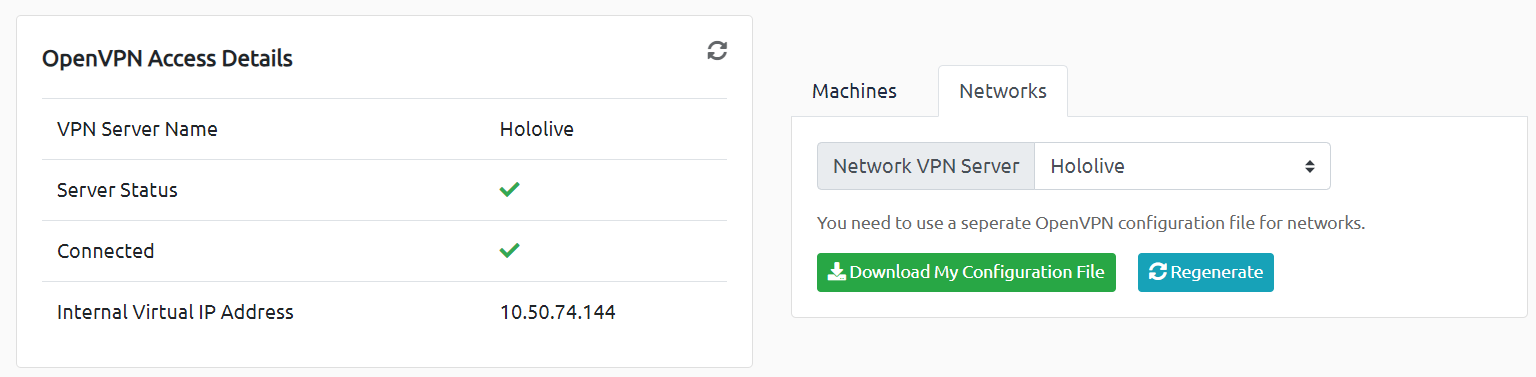 OpenVPN Access Details
VPN Server Name Hololive
Server Status
Connected
Internal Virtual IP Address 10.50.74.144
Machines Networks
Network VPN Server Hololive
You need to use a seperate OpenVPN configuration file for networks.
Download My Configuration File Regenerate